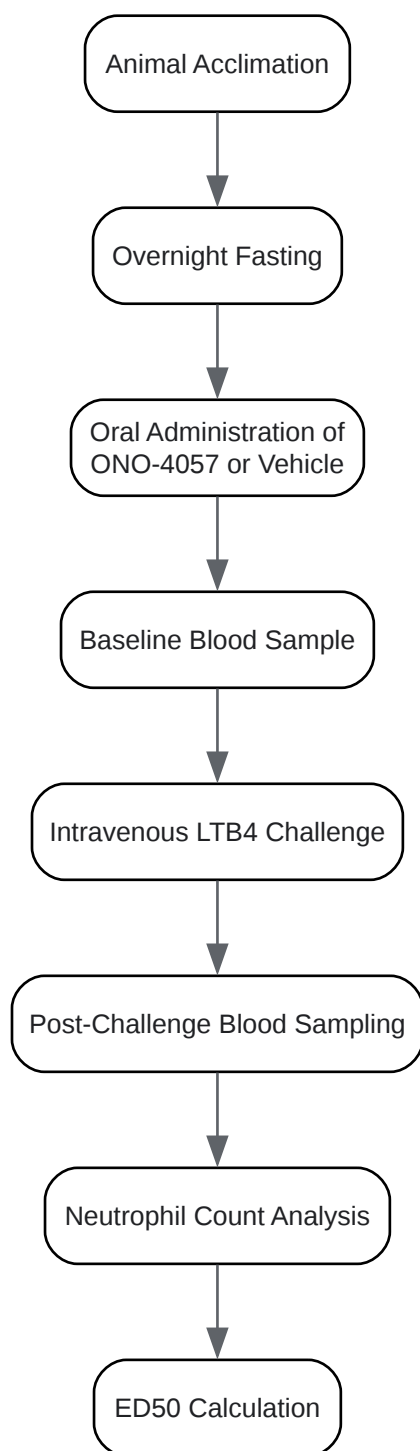 Animal Acclimation
Overnight Fasting
Oral Administration of
ONO-4057 or Vehicle
Baseline Blood Sample
Intravenous LTB4 Challenge
Post-Challenge Blood Sampling
Neutrophil Count Analysis
ED50 Calculation